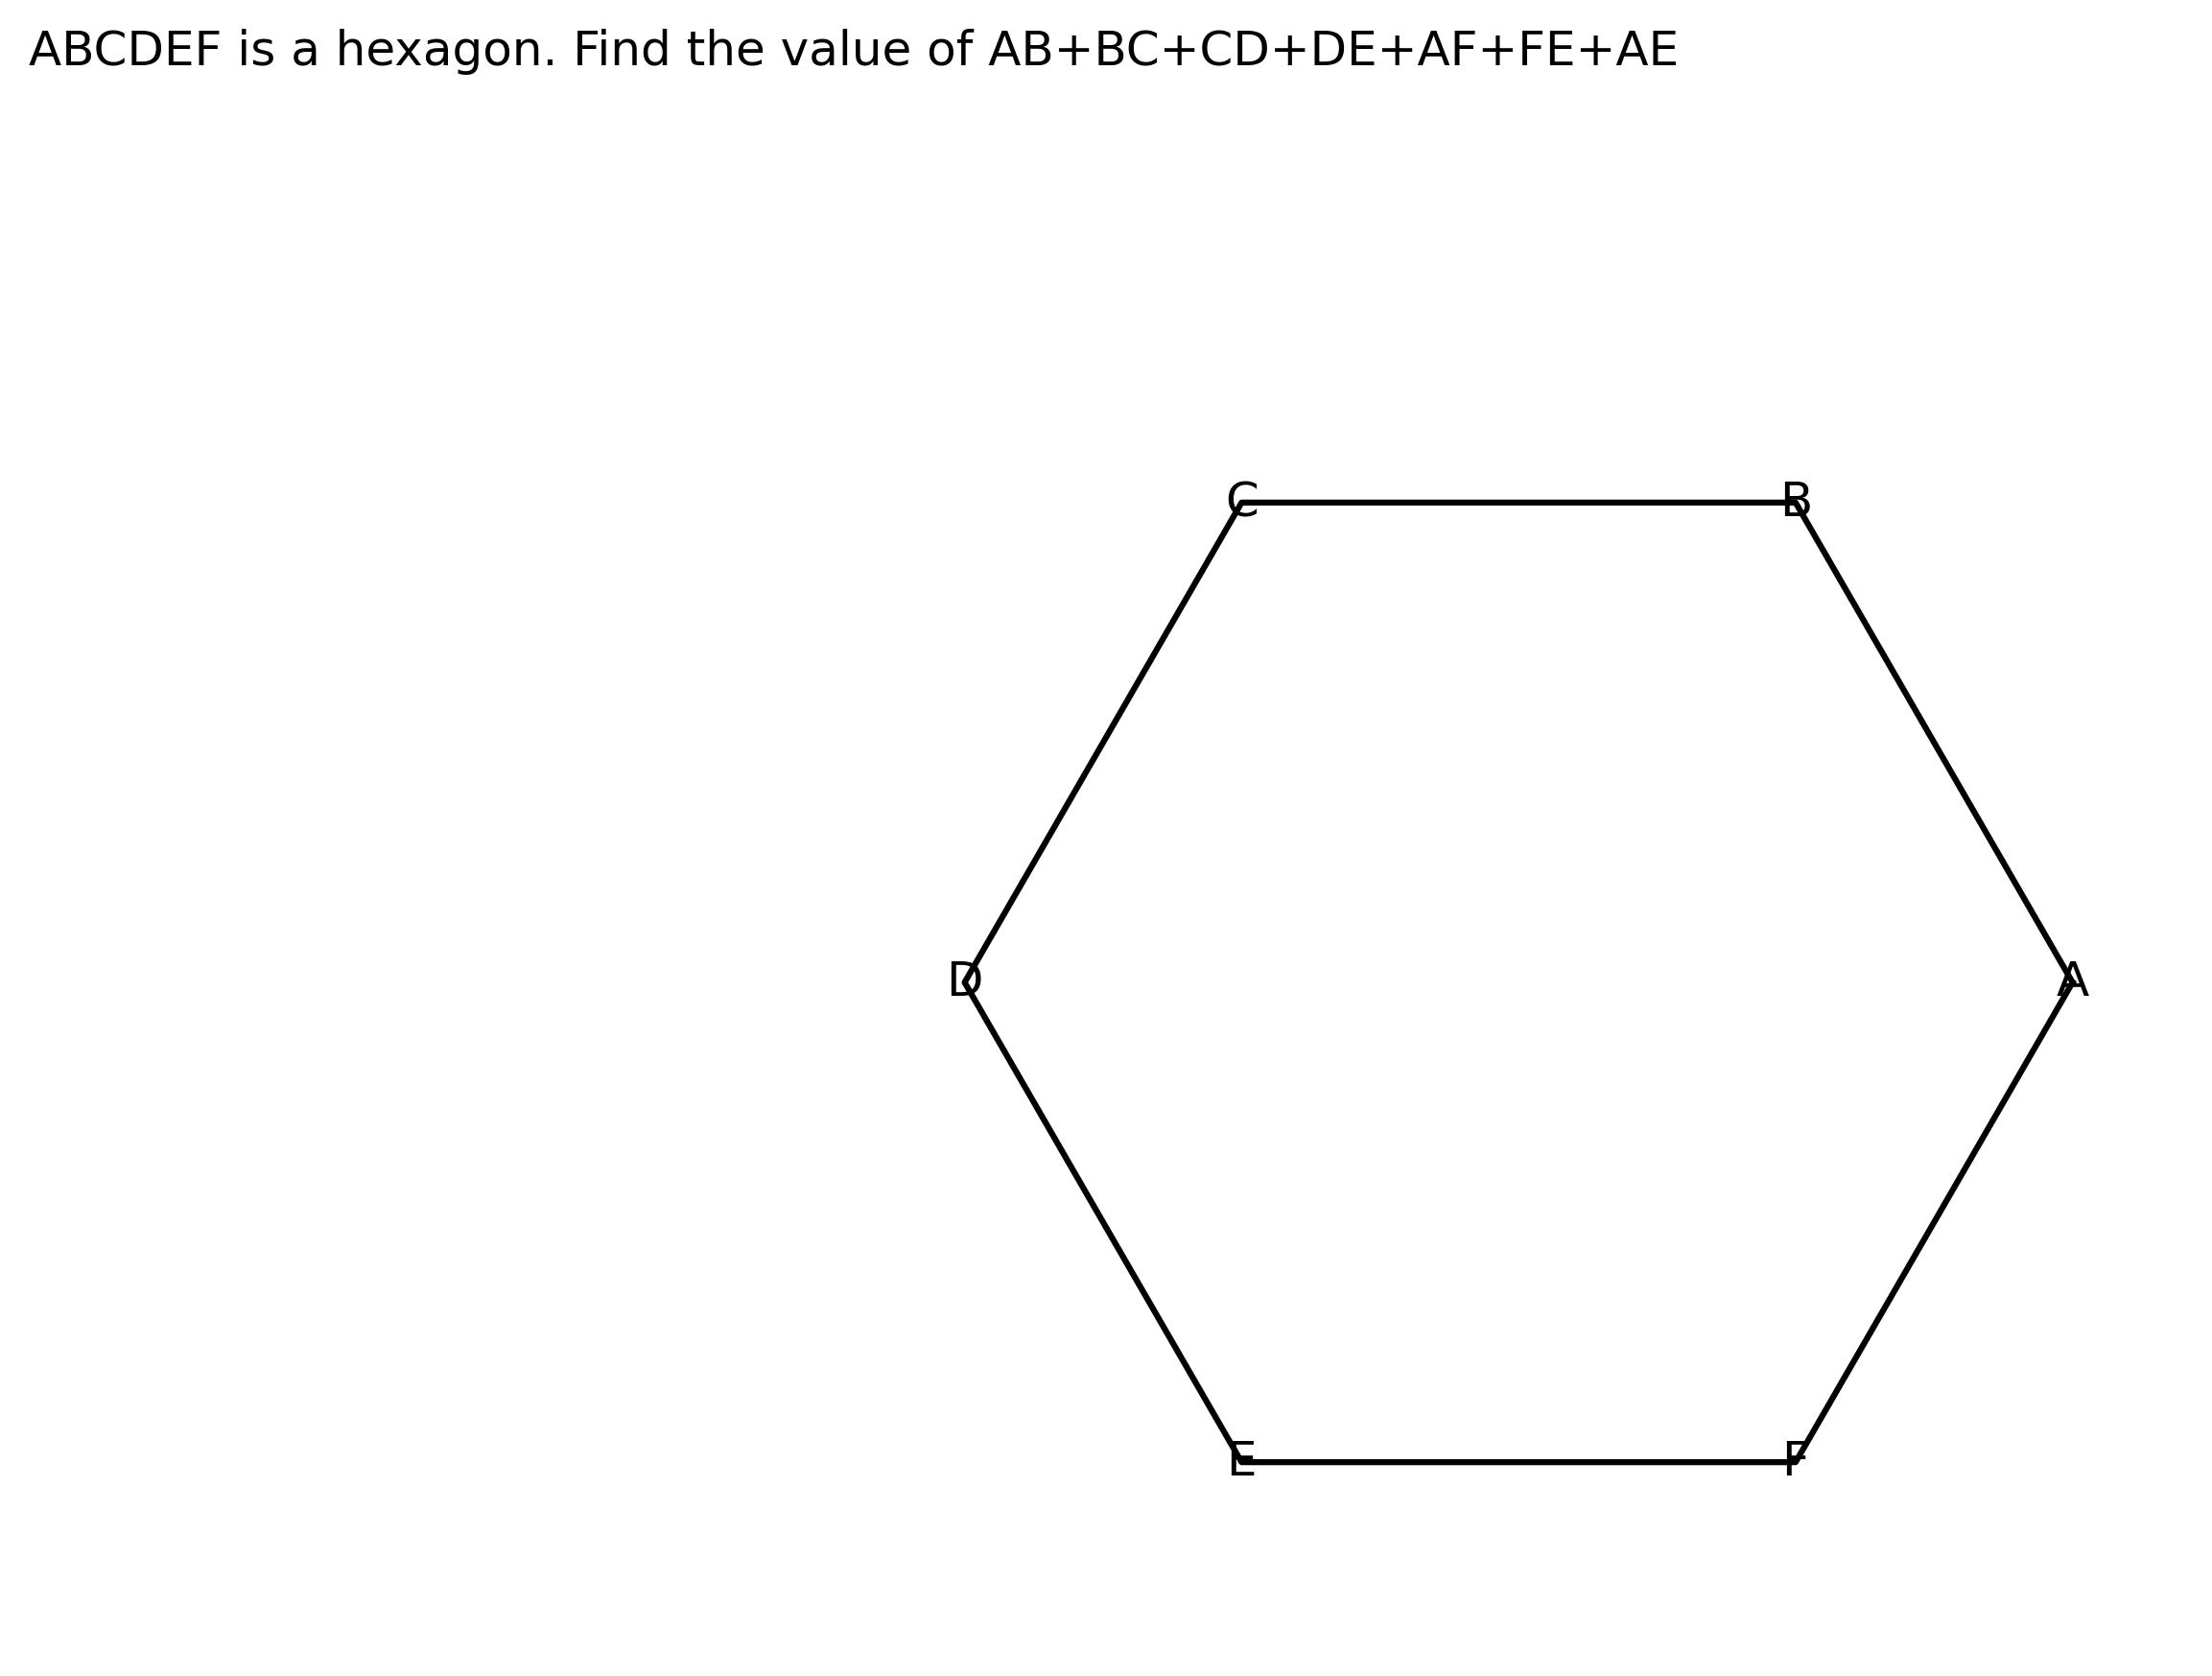 ABCDEF is a hexagon. Find the value of AB+BC+CD+DE+AF+FE+AE
C B
D A
E F